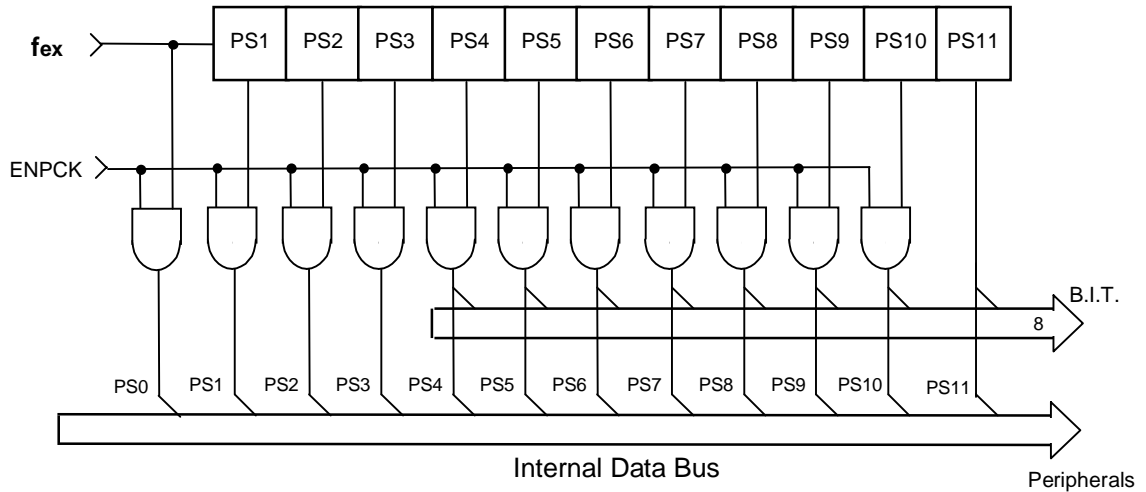 fex
PS1 PS2 PS3 PS4 PS5 PS6 PS7 PS8 PS9 PS10 PS11
ENPCK
B.I.T.
8
PS0 PS1 PS2 PS3 PS4 PS5 PS6 PS7 PS8 PS9 PS10 PS11
Internal Data Bus
Peripherals